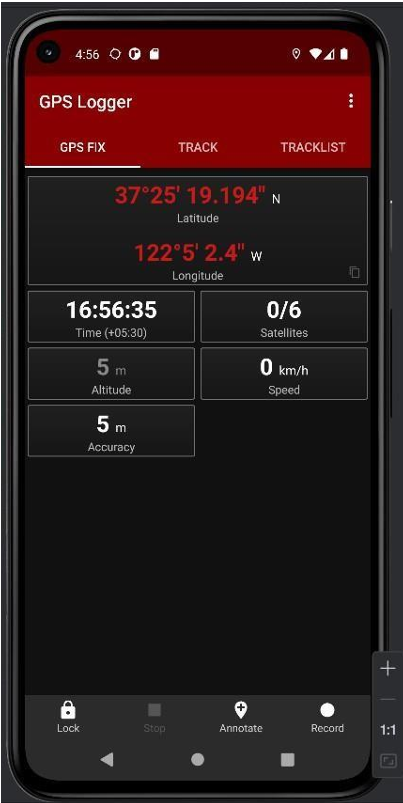 4:56
GPS Logger
GPS FIX TRACK TRACKLIST
37°25' 19.194" N
Latitude
122°5' 2.4" W
Longitude
16:56:35
Time (+05:30)
0/6
Satellites
5 m
Altitude
0 km/h
Speed
5 m
Accuracy
Lock Stop Annotate Record
1:1